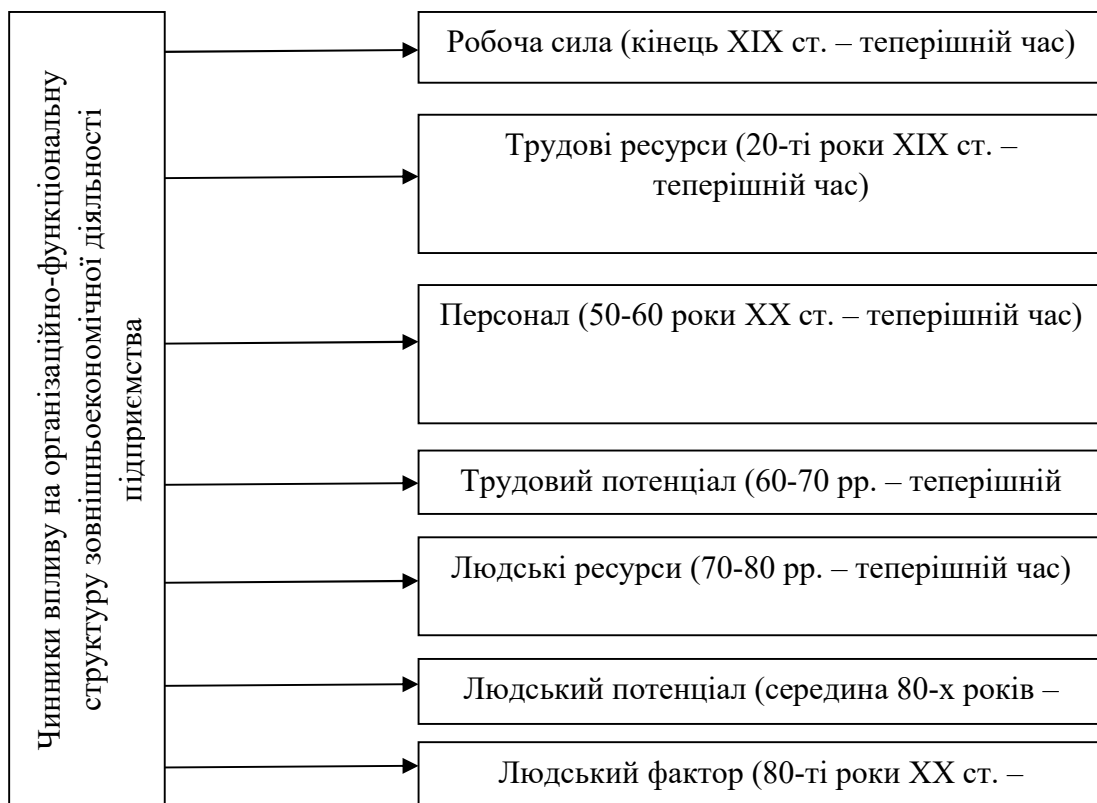 Чинники впливу на організаційно-функціональну
структуру зовнішньоекономічної діяльності
підприємства
Робоча сила (кінець XIX ст. – теперішній час)
Трудові ресурси (20-ті роки XIX ст. –
теперішній час)
Персонал (50-60 роки XX ст. – теперішній час)
Трудовий потенціал (60-70 рр. – теперішній
Людські ресурси (70-80 рр. – теперішній час)
Людський потенціал (середина 80-х років –
Людський фактор (80-ті роки XX ст. –